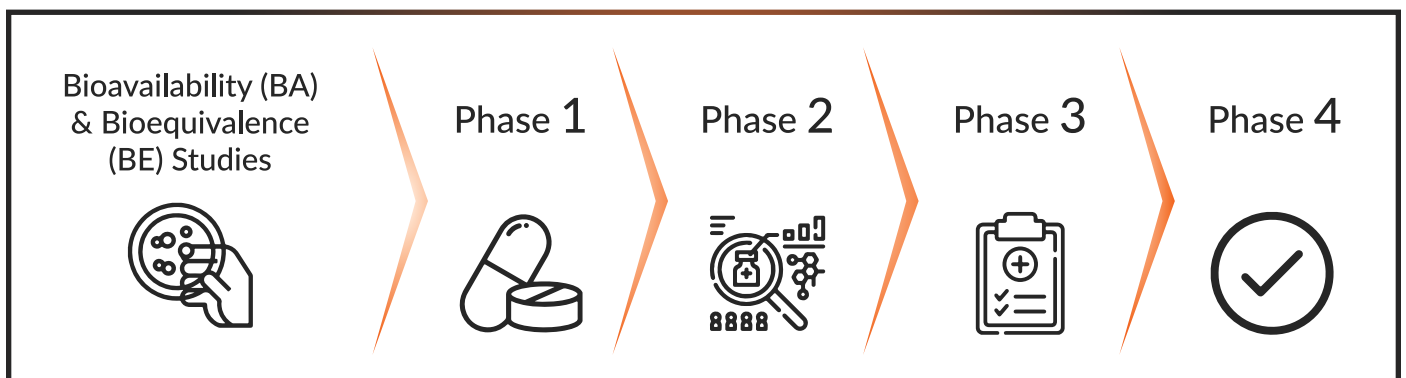 Bioavailability (BA)
& Bioequivalence
(BE) Studies
Phase 1
Phase 2
Phase 3
Phase 4